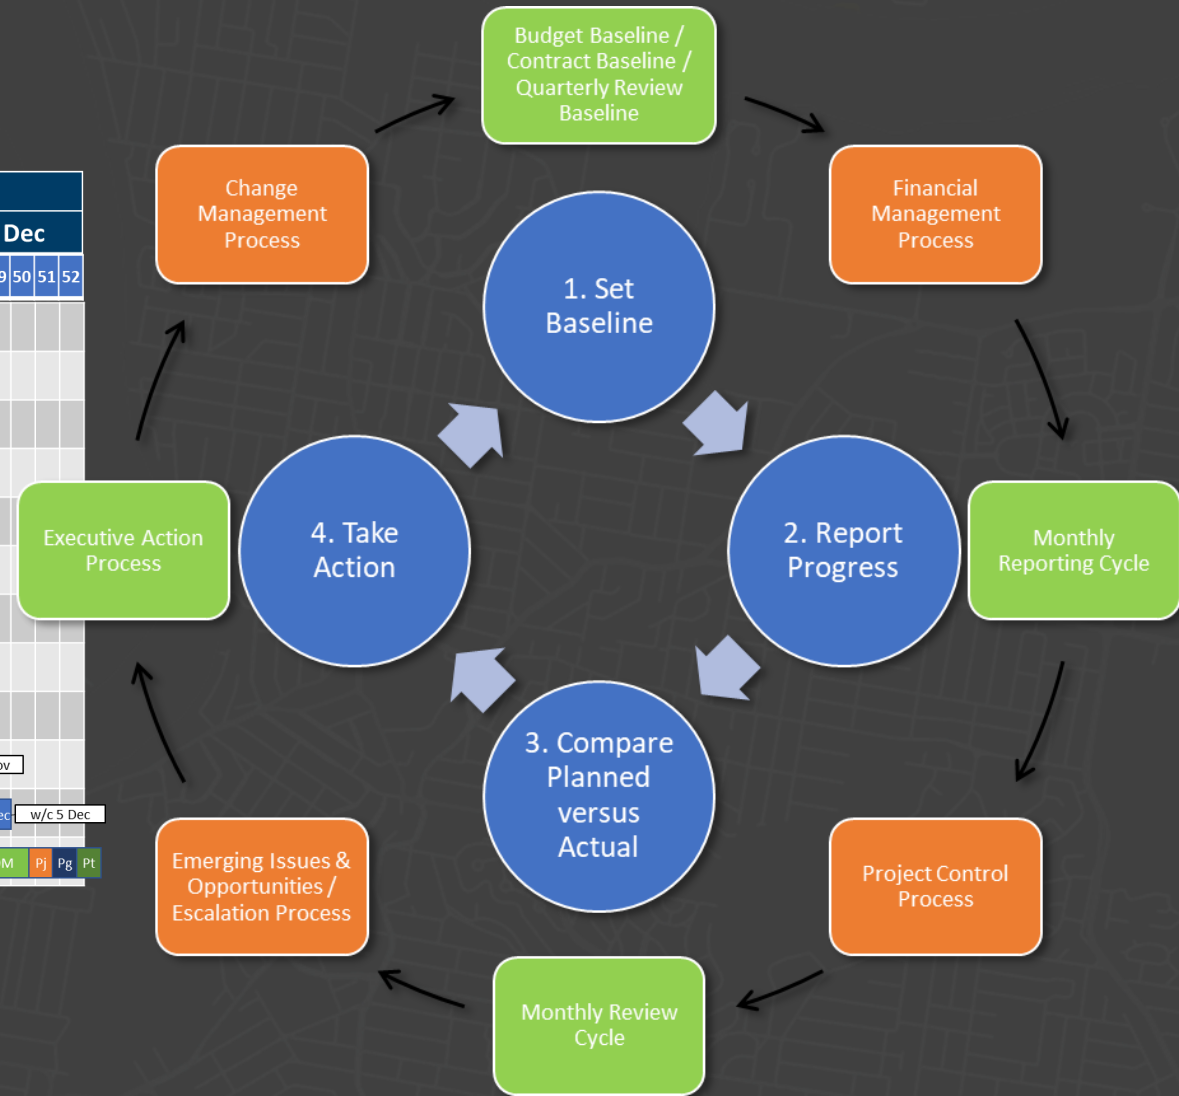 Budget Baseline /
Contract Baseline /
Quarterly Review
Baseline
Change
Management
Process
Financial
Management
Process
Dec
50 51 52
1. Set
Baseline
4. Take
Action
2. Report
Progress
Executive Action
Process
Monthly
Reporting Cycle
3. Compare
Planned
versus
Actual
w/c 5 Dec
Pj Pg Pt
Emerging Issues &
Opportunities /
Escalation Process
Project Control
Process
Monthly Review
Cycle